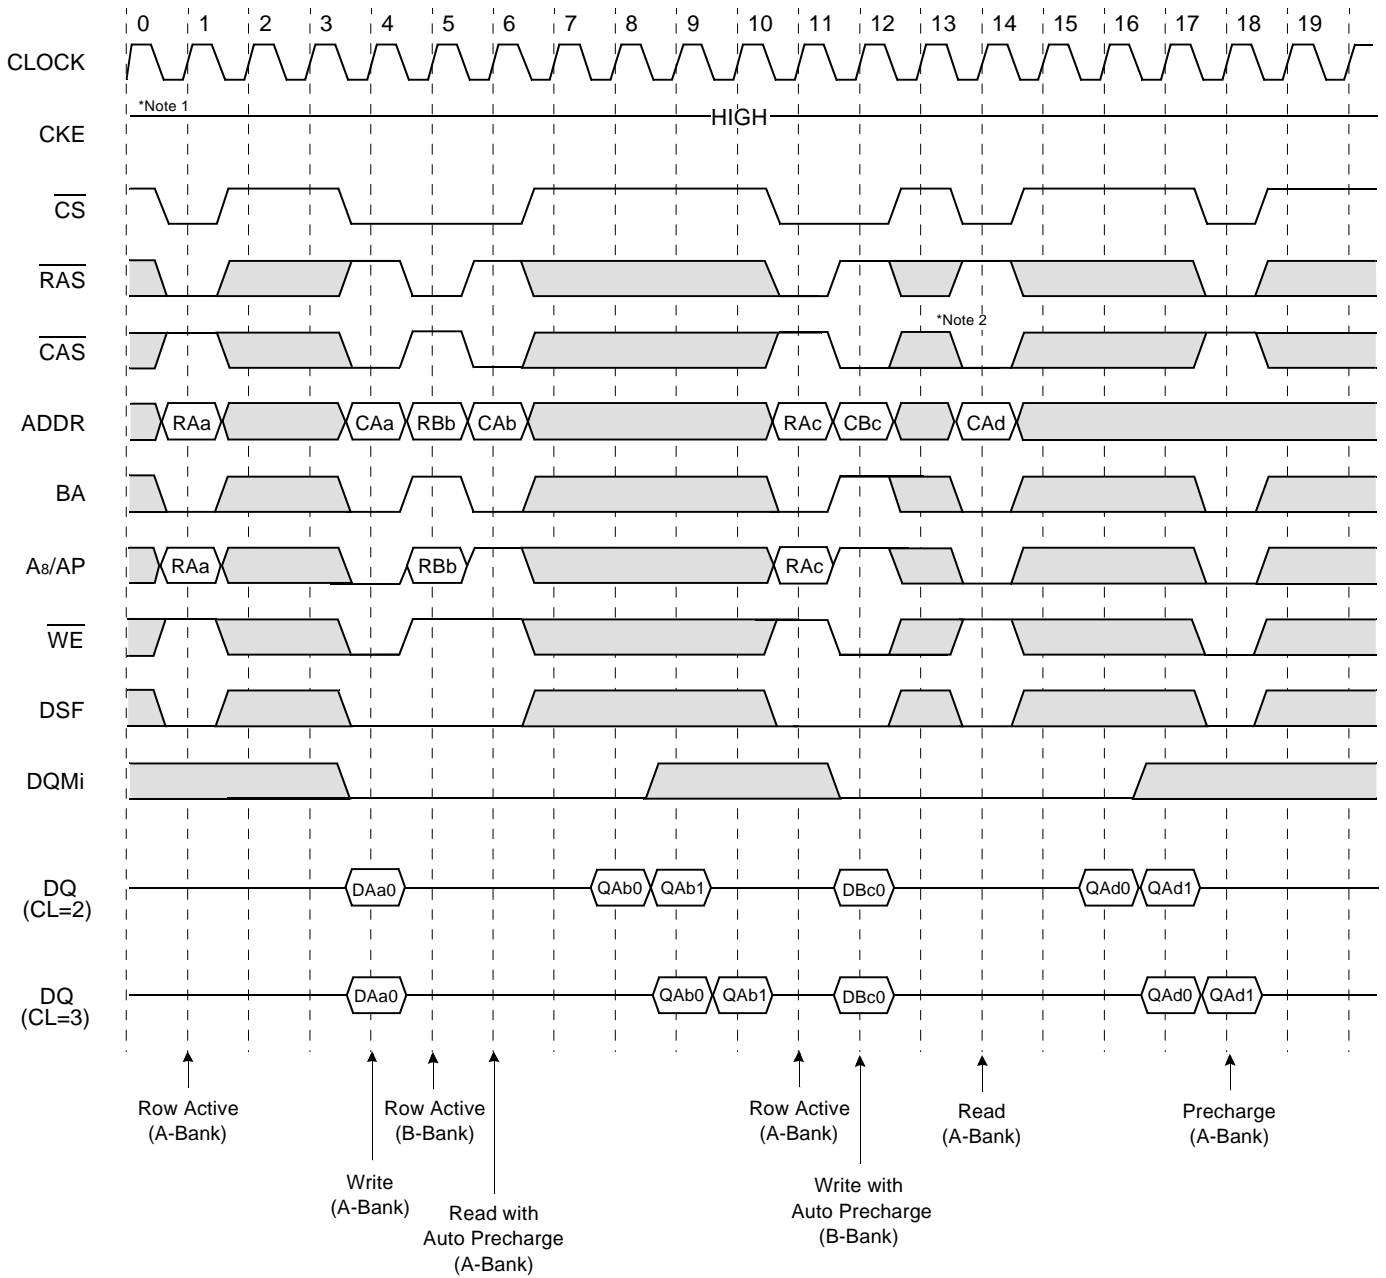 0 1 2 3 4 5 6 7 8 9 10 11 12 13 14 15 16 17 18 19
CLOCK
*Note 1
HIGH
CKE
CS
RAS
*Note 2
CAS
ADDR RAa CAa RBb CAb RAc CBc CAd
BA
A8/AP RAa RBb RAc
WE
DSF
DQMi
DQ
(CL=2)
DAa0 QAb0 QAb1 DBc0 QAd0 QAd1
DQ
(CL=3)
DAa0 QAb0 QAb1 DBc0 QAd0 QAd1
Row Active
(A-Bank)
Row Active
(B-Bank)
Row Active
(A-Bank)
Read
(A-Bank)
Precharge
(A-Bank)
Write
(A-Bank)
Read with
Auto Precharge
(A-Bank)
Write with
Auto Precharge
(B-Bank)